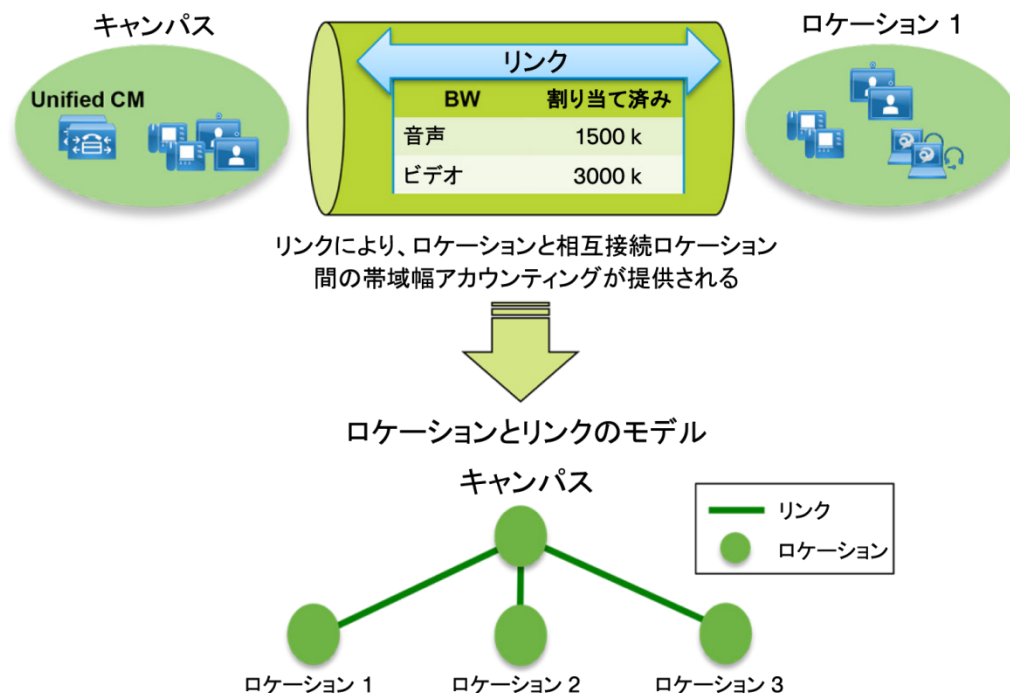 キャンパス
ロケーション 1
Unified CM
リンク
BW 割り当て済み
音声 1500 k
ビデオ 3000 k
リンクにより、ロケーションと相互接続ロケーション
間の帯域幅アカウンティングが提供される
ロケーションとリンクのモデル
キャンパス
リンク
ロケーション
ロケーション 1 ロケーション 2 ロケーション 3